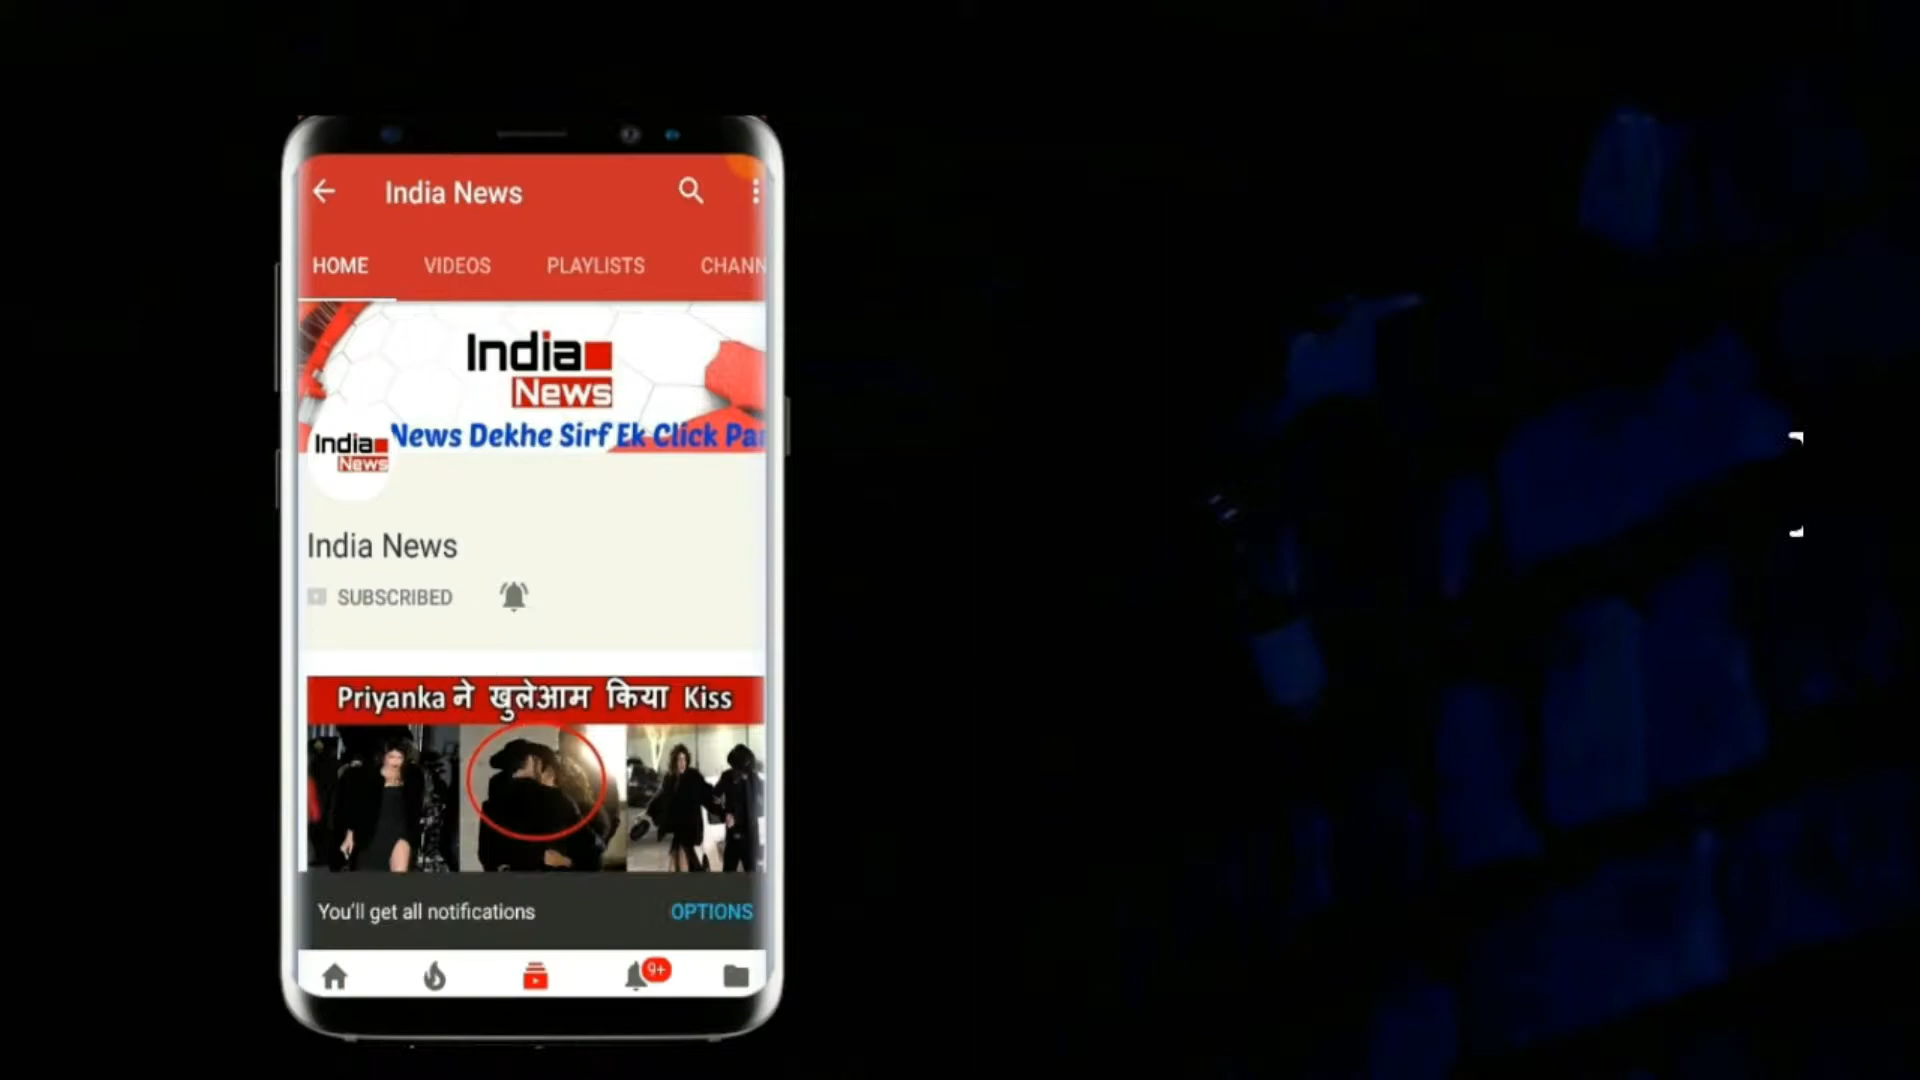 India News
HOME VIDEOS PLAYLISTS CHANN
India
News
News Dekhe Sirf Ek Click Par
India
News
India News
SUBSCRIBED
Priyanka ने खुलेआम किया Kiss
You'll get all notifications OPTIONS
9+